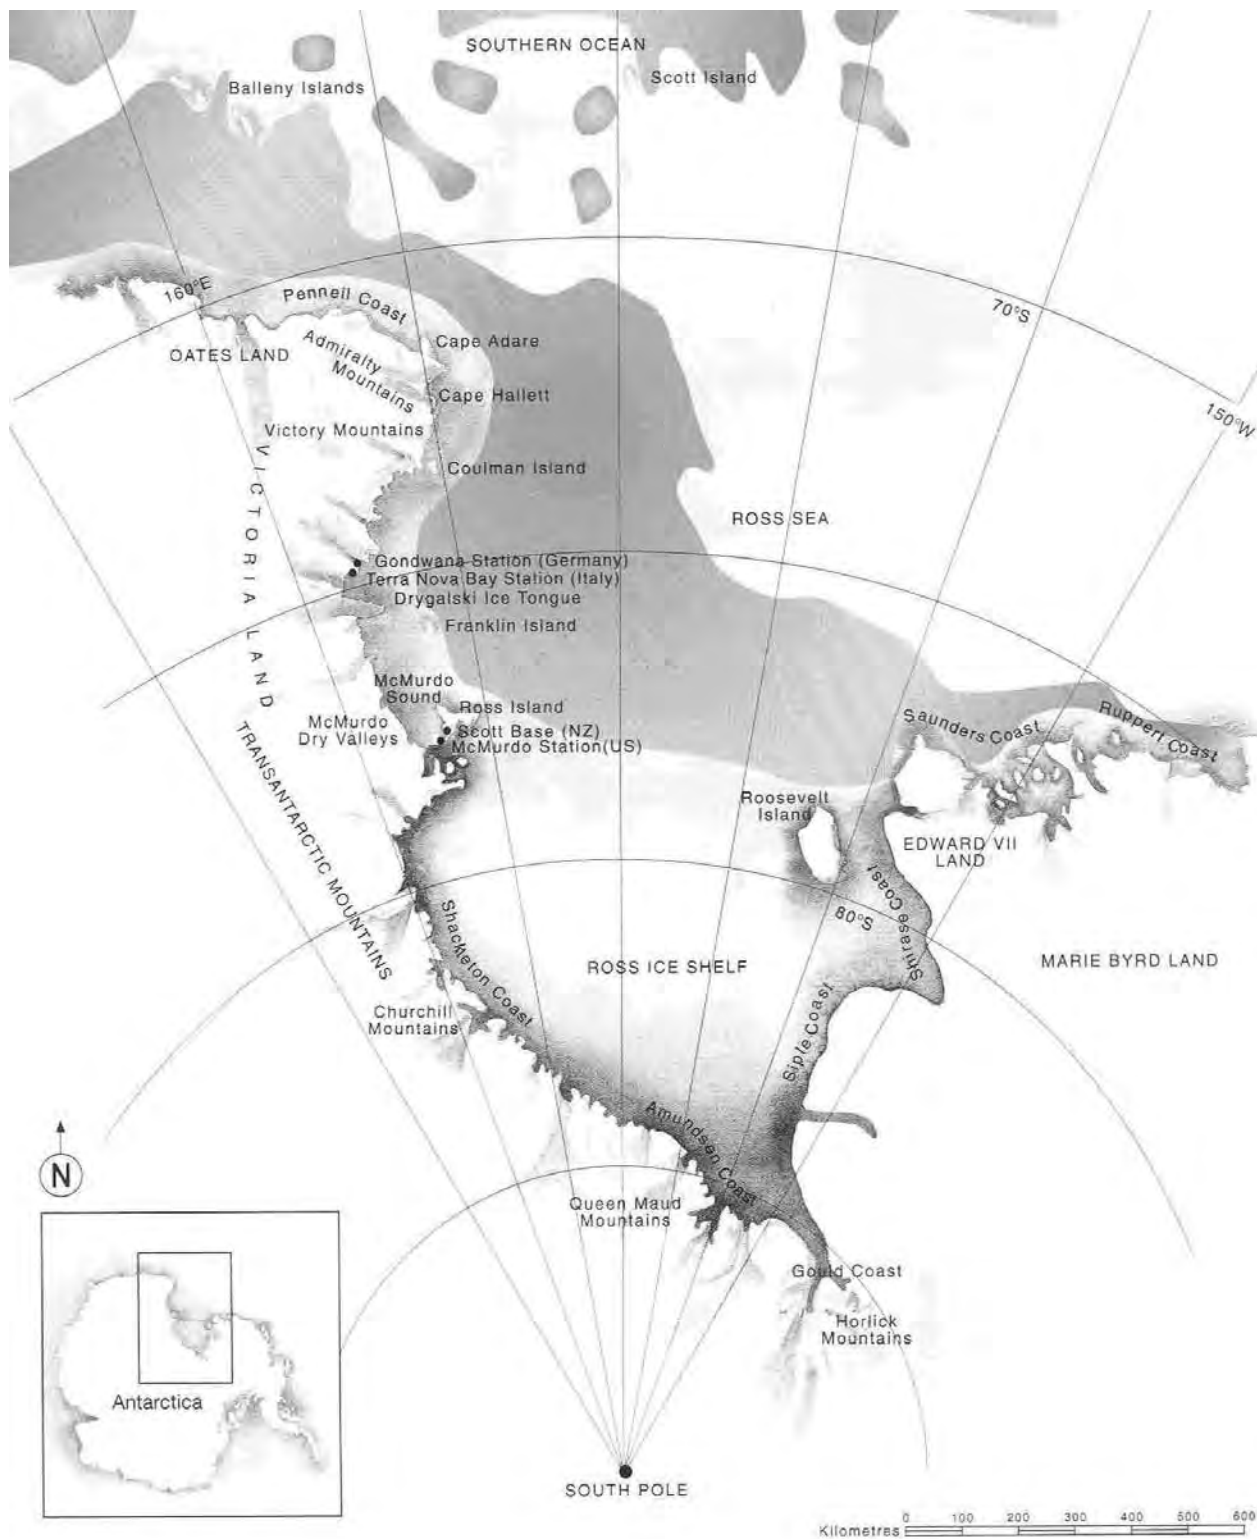 SOUTHERN OCEAN
Balleny Islands
Scott Island
160°E
Pennell Coast
70°S
OATES LAND
Admiralty
Mountains
Cape Adare
Cape Hallett
150°W
Victory Mountains
Coulman Island
VICTORIA LAND
ROSS SEA
Gondwana Station (Germany)
Terra Nova Bay Station (Italy)
Drygalski Ice Tongue
Franklin Island
McMurdo
Sound
Ross Island
McMurdo
Dry Valleys
Scott Base (NZ)
McMurdo Station(US)
Saunders Coast
Ruppert Coast
TRANSANTARCTIC MOUNTAINS
Roosevelt
Island
EDWARD VII
LAND
Shirase Coast
80°S
Shackleton Coast
ROSS ICE SHELF
MARIE BYRD LAND
Churchill
Mountains
Siple Coast
Amundsen Coast
N
Queen Maud
Mountains
Gould Coast
Horlick
Mountains
Antarctica
SOUTH POLE
0 100 200 300 400 500 600
Kilometres